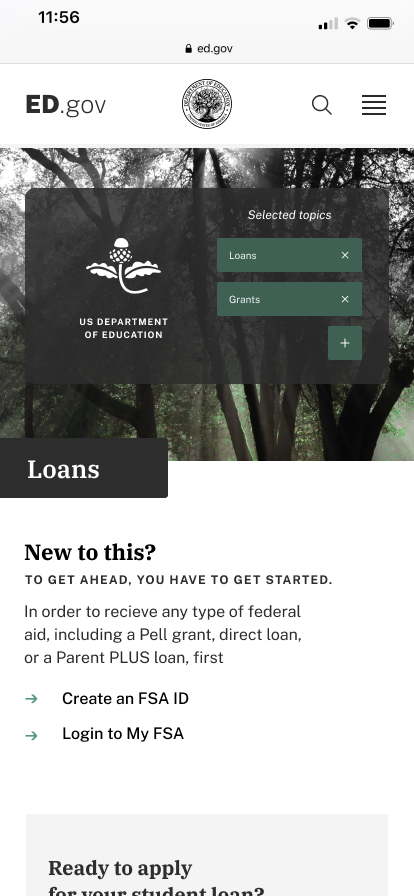 11:56
ed.gov
ED.gov
Selected topics
Loans ×
Grants ×
+
US DEPARTMENT
OF EDUCATION
Loans
New to this?
TO GET AHEAD, YOU HAVE TO GET STARTED.
In order to recieve any type of federal
aid, including a Pell grant, direct loan,
or a Parent PLUS loan, first
→ Create an FSA ID
→ Login to My FSA
Ready to apply
for your student loan?